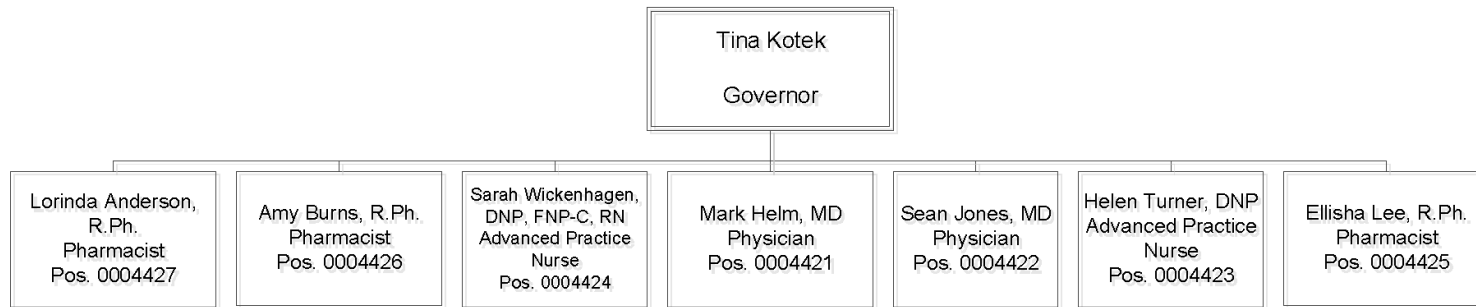 Tina Kotek
Governor
Lorinda Anderson,
R.Ph.
Pharmacist
Pos. 0004427
Amy Burns, R.Ph.
Pharmacist
Pos. 0004426
Sarah Wickenhagen,
DNP, FNP-C, RN
Advanced Practice
Nurse
Pos. 0004424
Mark Helm, MD
Physician
Pos. 0004421
Sean Jones, MD
Physician
Pos. 0004422
Helen Turner, DNP
Advanced Practice
Nurse
Pos. 0004423
Ellisha Lee, R.Ph.
Pharmacist
Pos. 0004425